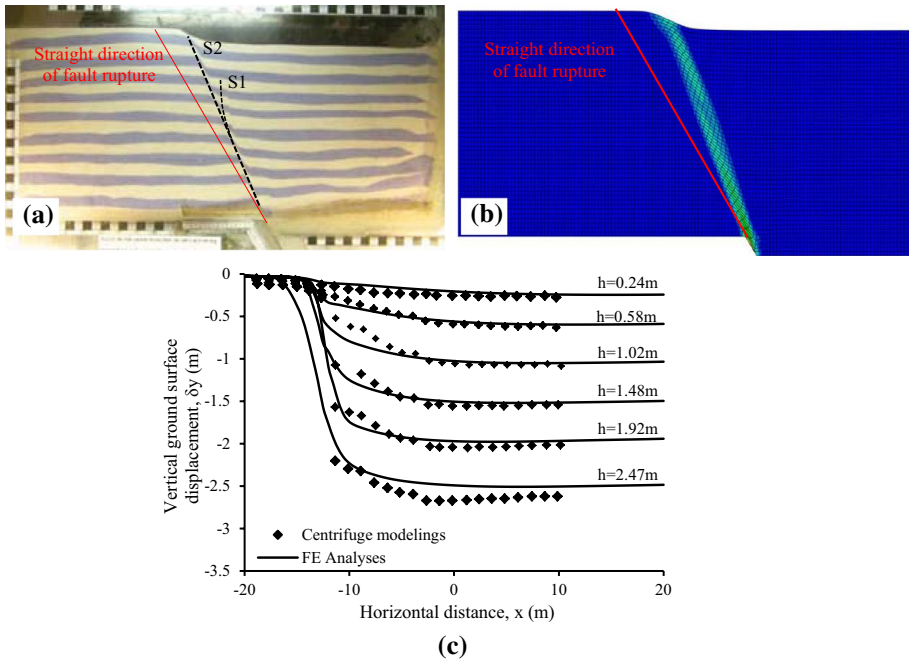 Straight direction
of fault rupture
S2
S1
(a)
Straight direction
of fault rupture
(b)
Vertical ground surface
displacement, δy (m)
0
-0.5
-1
-1.5
-2
-2.5
-3
-3.5
h=0.24m
h=0.58m
h=1.02m
h=1.48m
h=1.92m
h=2.47m
Centrifuge modelings
FE Analyses
-20 -10 0 10 20
Horizontal distance, x (m)
(c)